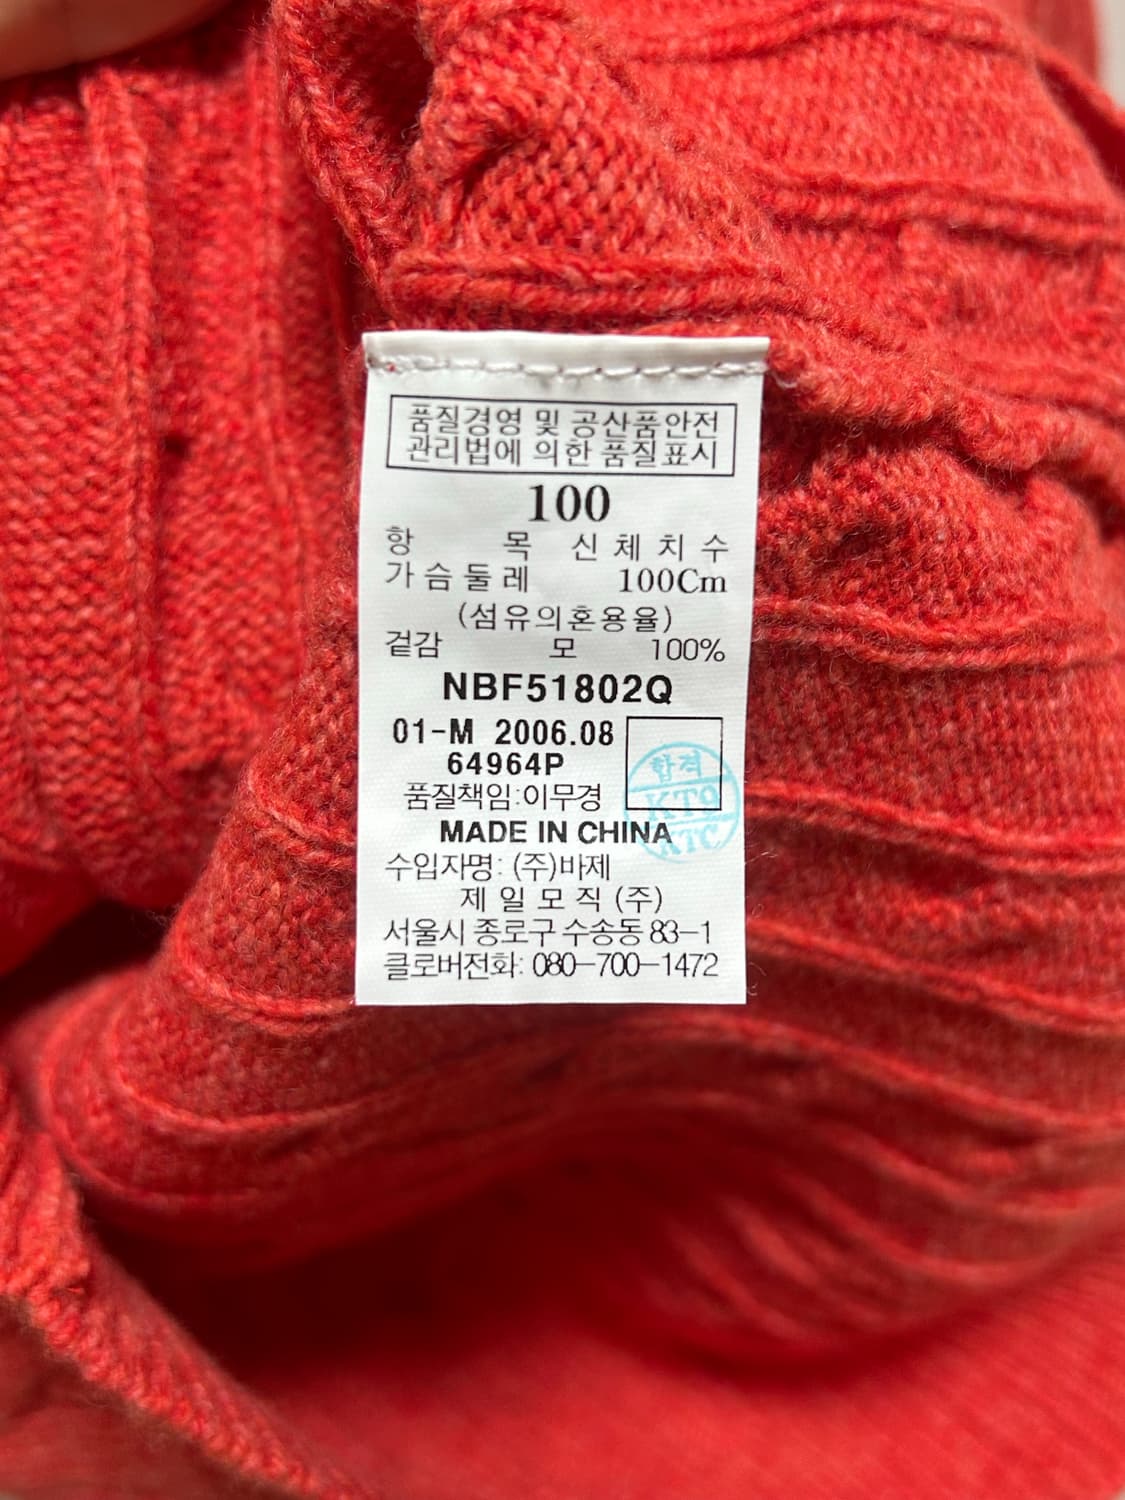 품질경영 및 공산품안전
관리법에 의한 품질표시
100
항 목 신체치수
가슴둘레 100Cm
(섬유의혼용율)
겉감 모 100%
NBF51802Q
01-M 2006.08
64964P
합격
KTQ
KTC
품질책임:이무경
MADE IN CHINA
수입자명: (주)바제
제일모직(주)
서울시 종로구 수송동 83-1
클로버전화: 080-700-1472